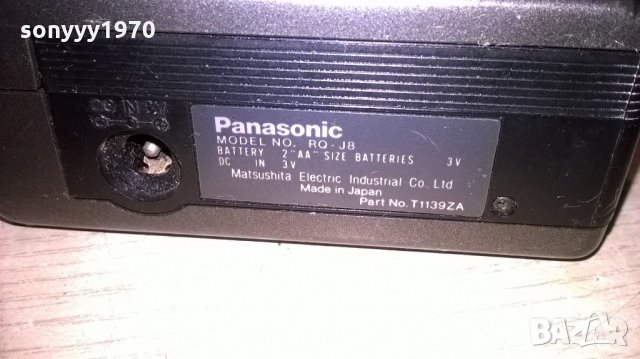 sonyyy1970
DC IN 3V
Panasonic
MODEL NO. RQ-J8
BATTERY 2"AA" SIZE BATTERIES 3V
DC IN 3V
Matsushita Electric Industrial Co. Ltd
Made in Japan
Part No. T1139ZA
BAZAR